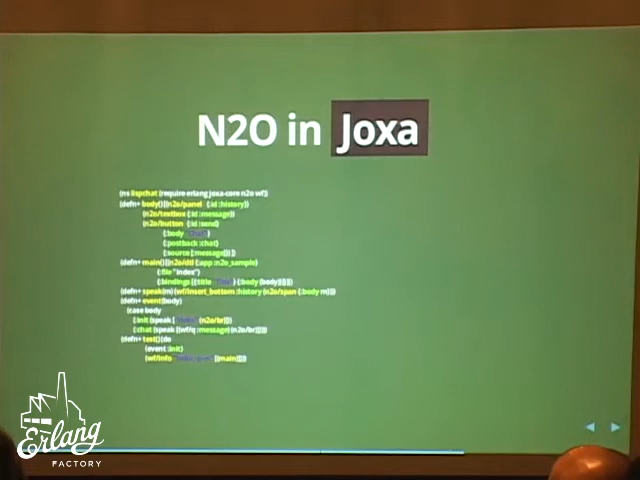 N2O in Joxa
(ns lispchat (require erlang joxa-core n2o wf))
(defn+ body()[(n2o/panel {:id :history})
(n2o/textbox {:id :message})
(n2o/button {:id :send}
{:body "Chat"}
{:postback :chat}
{:source [:message]})])
(defn+ main()[(n2o/dtl {:app :n2o_sample}
{:file "index"}
{:bindings [{:title } {:body (body)}]})])
(defn+ speak(m) (wf/insert_bottom :history (n2o/span {:body m})))
(defn+ event(body)
(case body
(:init (speak [ (n2o/br)]))
(:chat (speak [(wf/q :message) (n2o/br)]))))
(defn+ test()(do
(event :init)
(wf/info [(main)])))
Erlang
FACTORY